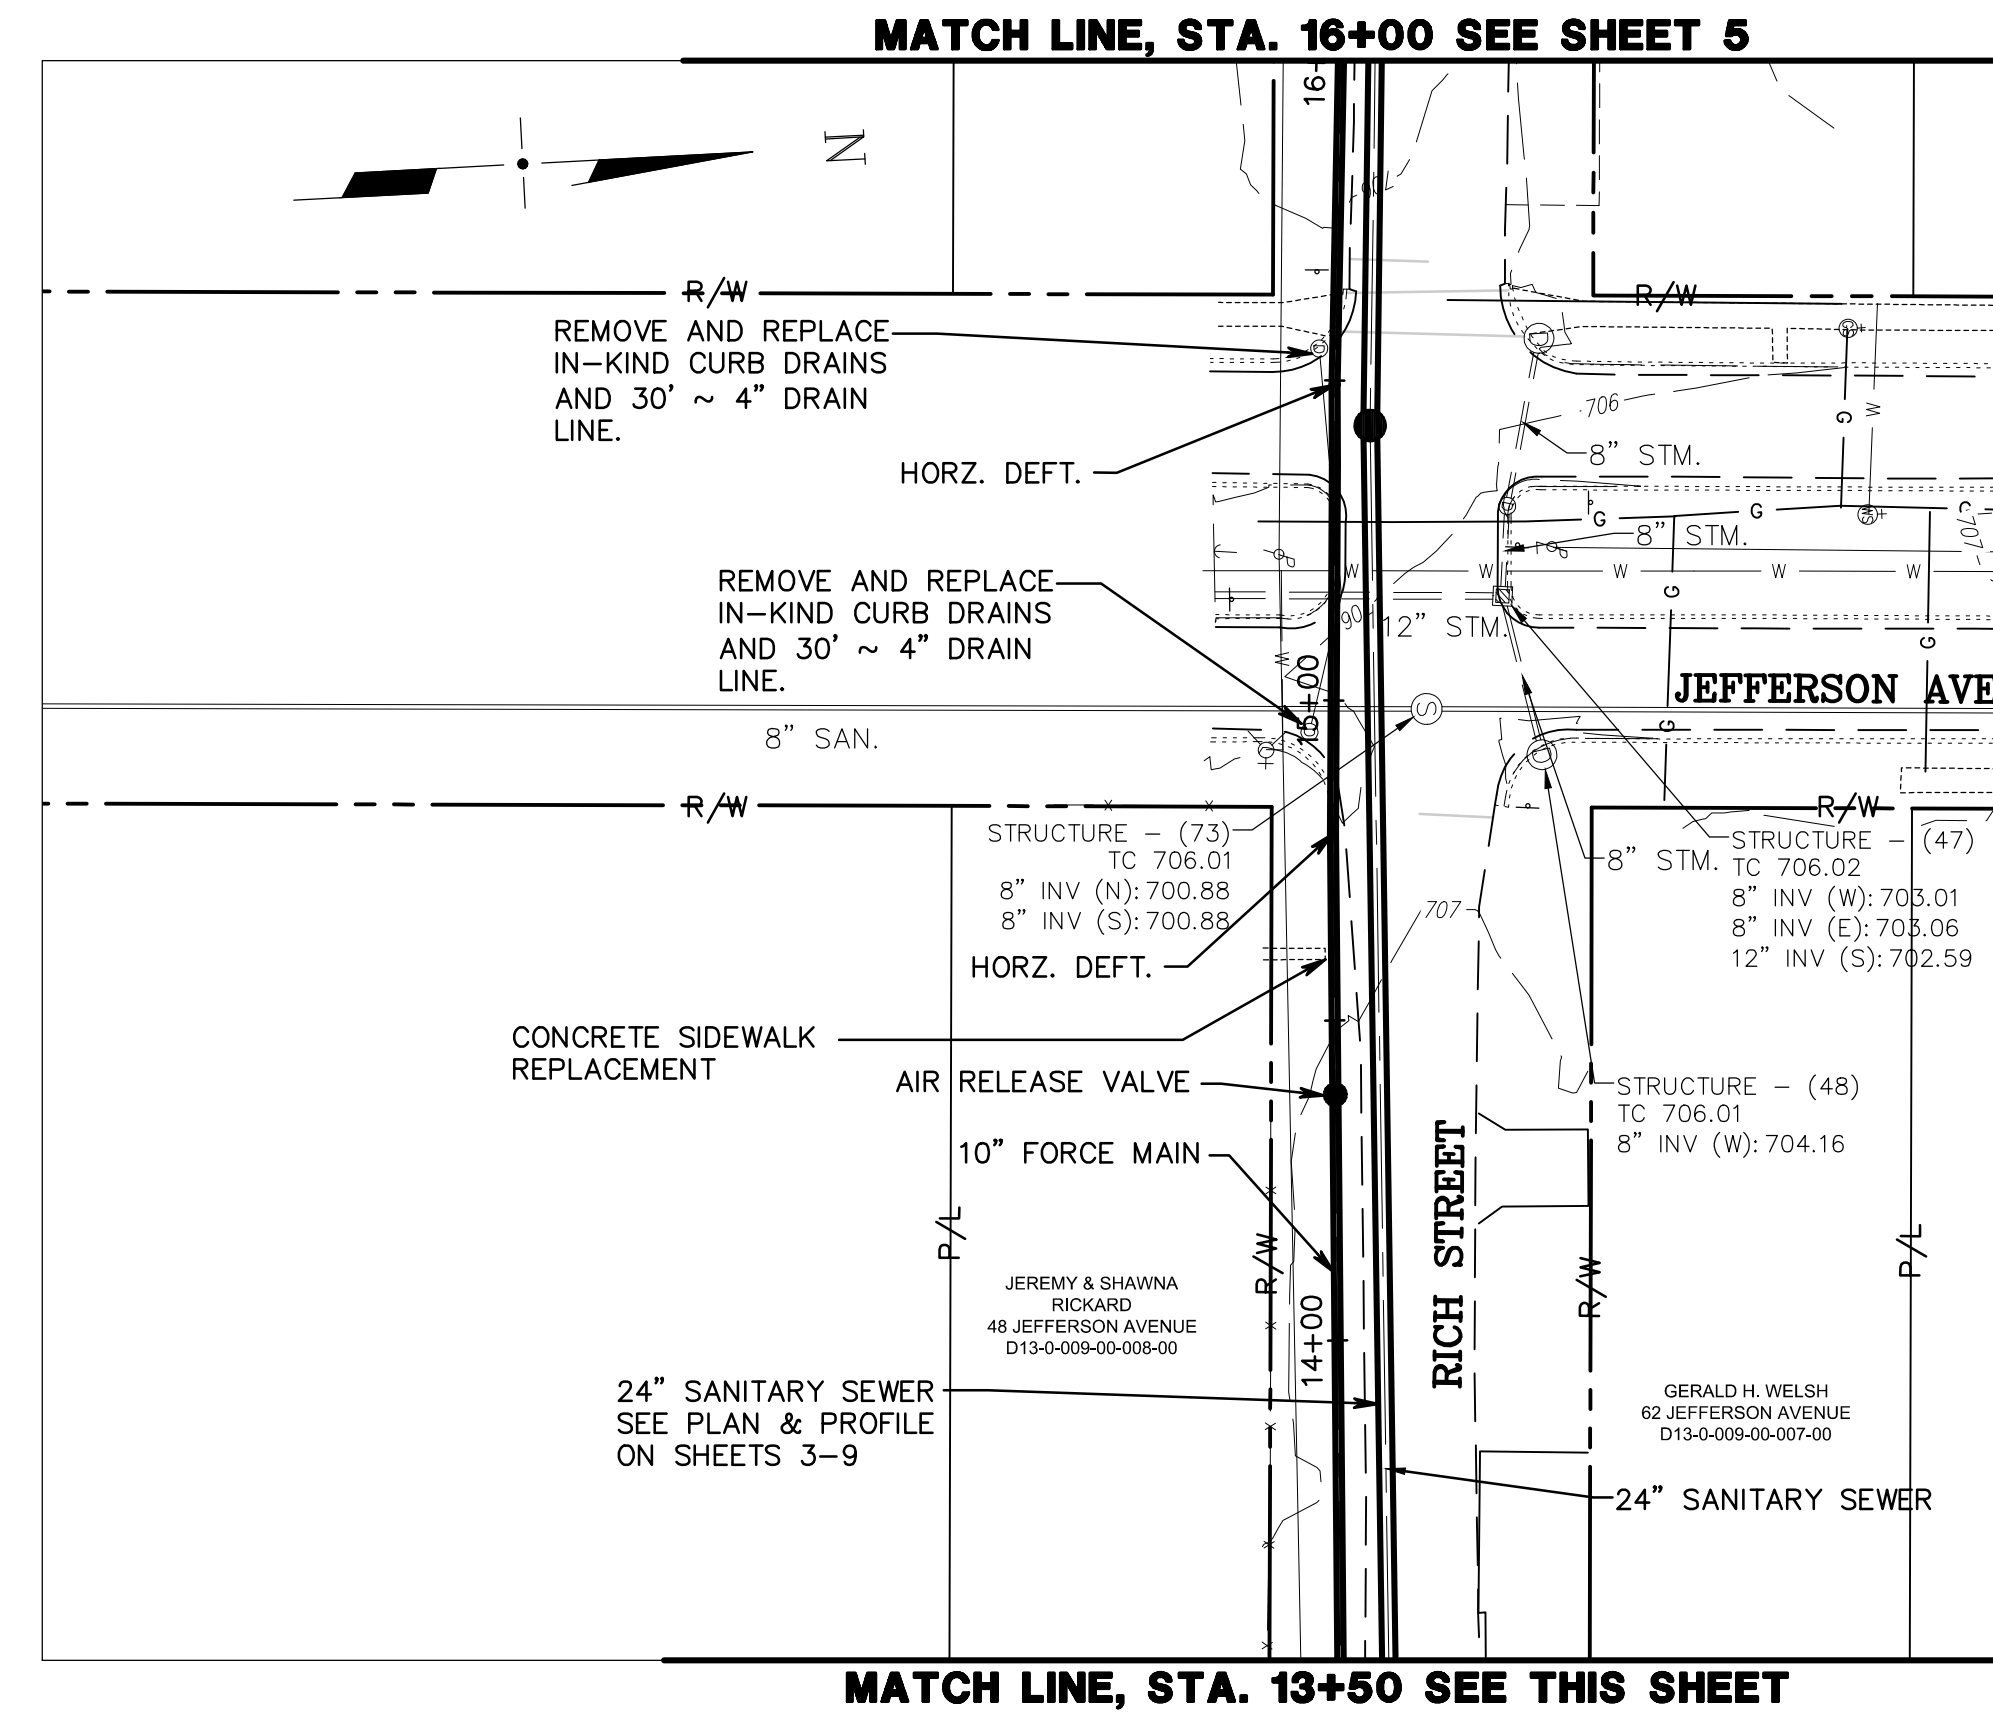 MATCH LINE, STA. 16+00 SEE SHEET 5
N
R/W
R/W
REMOVE AND REPLACE
IN-KIND CURB DRAINS
AND 30' ~ 4" DRAIN
LINE.
HORZ. DEFT.
706
8" STM.
8" STM.
G
W
G
G
W
W
W
W
W
G
G
G
707
REMOVE AND REPLACE
IN-KIND CURB DRAINS
AND 30' ~ 4" DRAIN
LINE.
12" STM.
15+00
JEFFERSON AVE
S
8" SAN.
R/W
R/W
STRUCTURE - (73)
TC 706.01
8" INV (N): 700.88
8" INV (S): 700.88
8" STM.
STRUCTURE - (47)
TC 706.02
8" INV (W): 703.01
8" INV (E): 703.06
12" INV (S): 702.59
707
HORZ. DEFT.
CONCRETE SIDEWALK
REPLACEMENT
AIR RELEASE VALVE
STRUCTURE - (48)
TC 706.01
8" INV (W): 704.16
10" FORCE MAIN
P/L
R/W
RICH STREET
R/W
P/L
JEREMY & SHAWNA
RICKARD
48 JEFFERSON AVENUE
D13-0-009-00-008-00
14+00
24" SANITARY SEWER
SEE PLAN & PROFILE
ON SHEETS 3-9
GERALD H. WELSH
62 JEFFERSON AVENUE
D13-0-009-00-007-00
24" SANITARY SEWER
MATCH LINE, STA. 13+50 SEE THIS SHEET